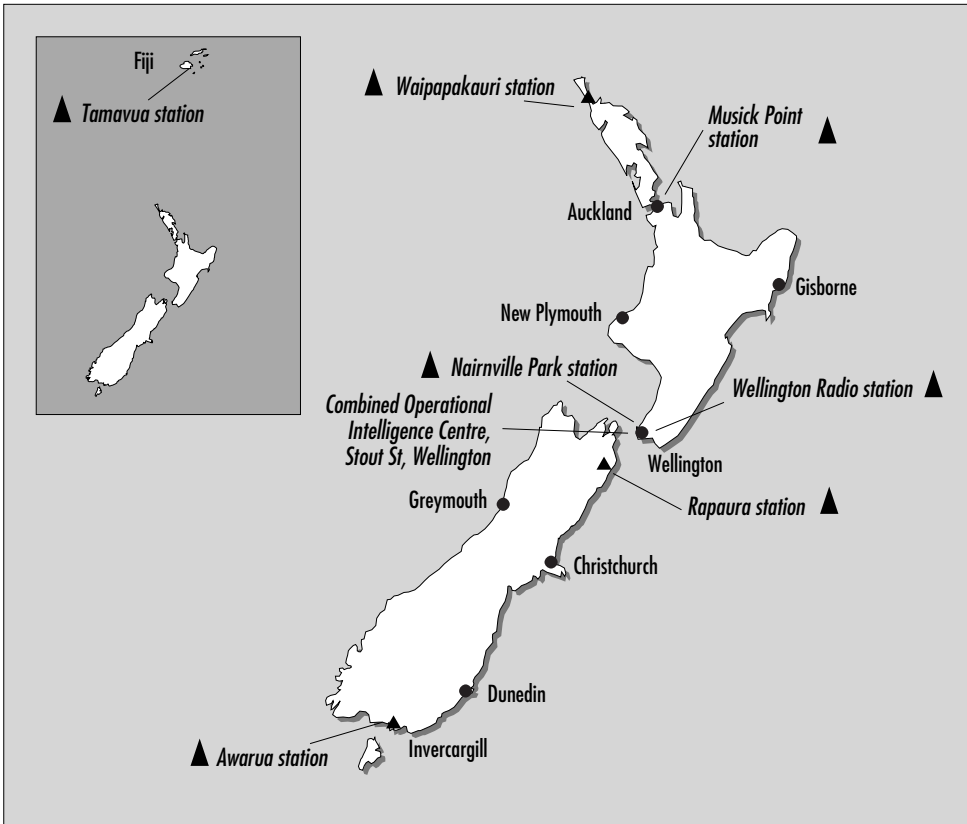 Fiji
Tamavua station
Waipapakauri station
Musick Point
station
Auckland
Gisborne
New Plymouth
Nairnville Park station
Wellington Radio station
Combined Operational
Intelligence Centre,
Stout St, Wellington
Wellington
Greymouth
Rapaura station
Christchurch
Dunedin
Invercargill
Awarua station